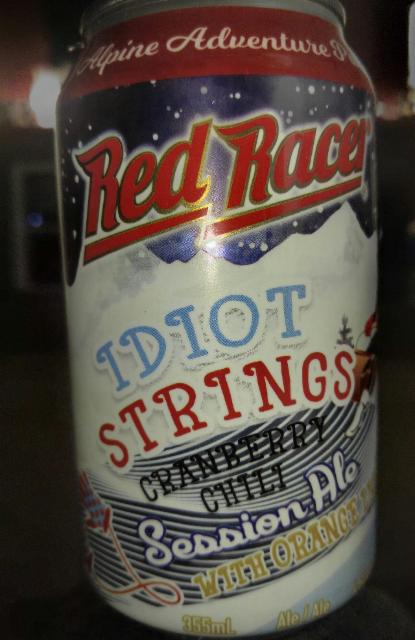 Alpine Adventure
Red Racer
IDIOT
STRINGS
CRANBERRY
CHILI
Session Ale
WITH ORANGE
355mL Ale / Ale